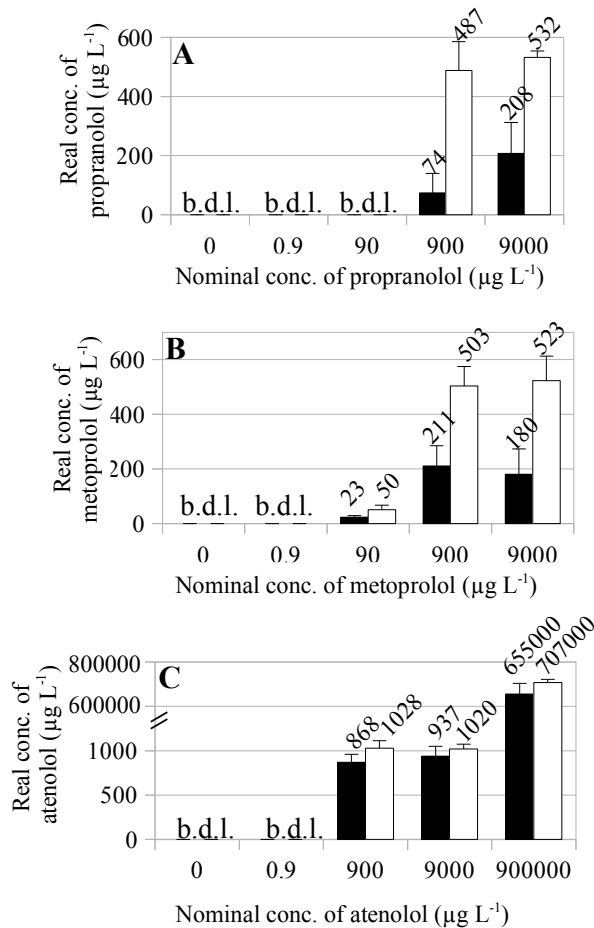 A
Real conc. of
propranolol (µg L-1)
600
400
200
0
b.d.l. b.d.l. b.d.l.
74
487
208
532
0 0.9 90 900 9000
Nominal conc. of propranolol (µg L-1)
B
Real conc. of
metoprolol (µg L-1)
600
400
200
0
b.d.l. b.d.l.
23
50
211
503
180
523
0 0.9 90 900 9000
Nominal conc. of metoprolol (µg L-1)
C
Real conc. of
atenolol (µg L-1)
800000
600000
1000
500
0
b.d.l. b.d.l.
868
1028
937
1020
655000
707000
0 0.9 900 9000 900000
Nominal conc. of atenolol (µg L-1)